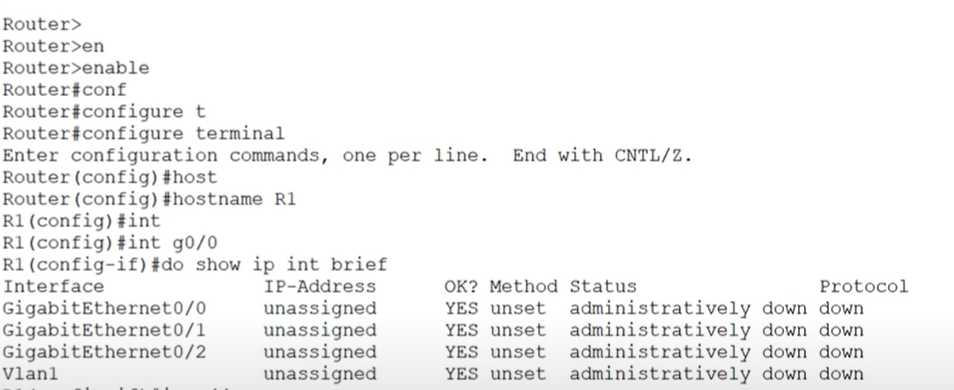 Router>
Router>en
Router>enable
Router#conf
Router#configure t
Router#configure terminal
Enter configuration commands, one per line.  End with CNTL/Z.
Router(config)#host
Router(config)#hostname R1
R1(config)#int
R1(config)#int g0/0
R1(config-if)#do show ip int brief
Interface              IP-Address      OK? Method Status                Protocol
GigabitEthernet0/0     unassigned      YES unset  administratively down down
GigabitEthernet0/1     unassigned      YES unset  administratively down down
GigabitEthernet0/2     unassigned      YES unset  administratively down down
Vlan1                  unassigned      YES unset  administratively down down